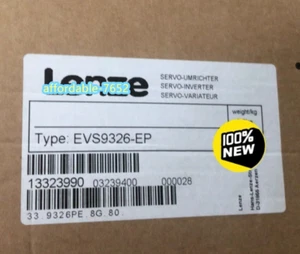 Lenze
affordable 7652
SERVO-UMRICHTER
SERVO-INVERTER
SERVO-VARIATEUR
weight/kg
Type: EVS9326-EP
100%
NEW
13323990 03239400 000028
Lenze
33.9326PE.8G.80.